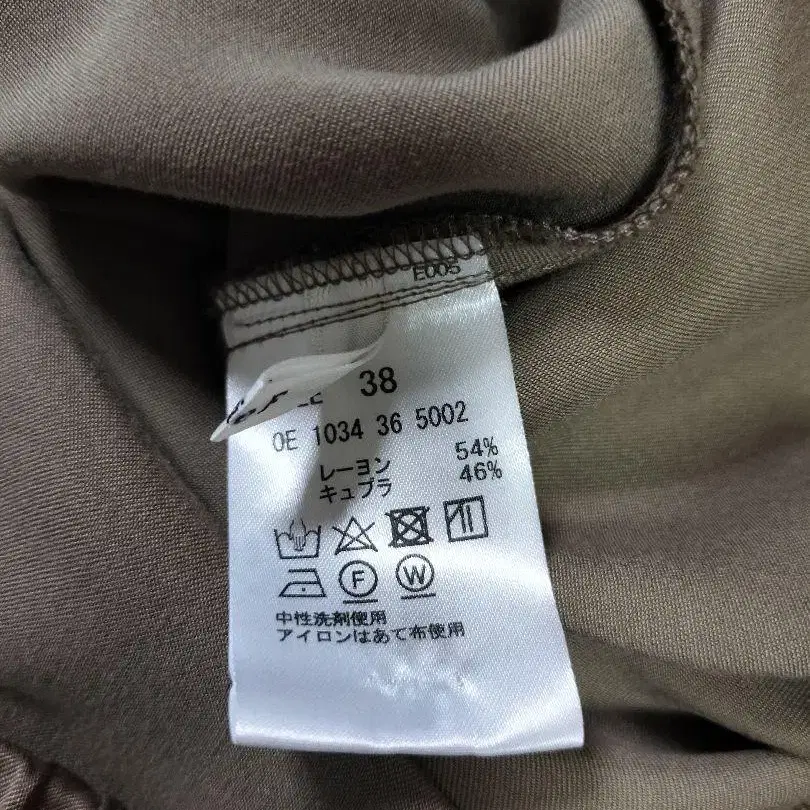 E005
38
0E 1034 36 5002
レーヨン 54%
キュプラ 46%
F W
中性洗剤使用
アイロンはあて布使用